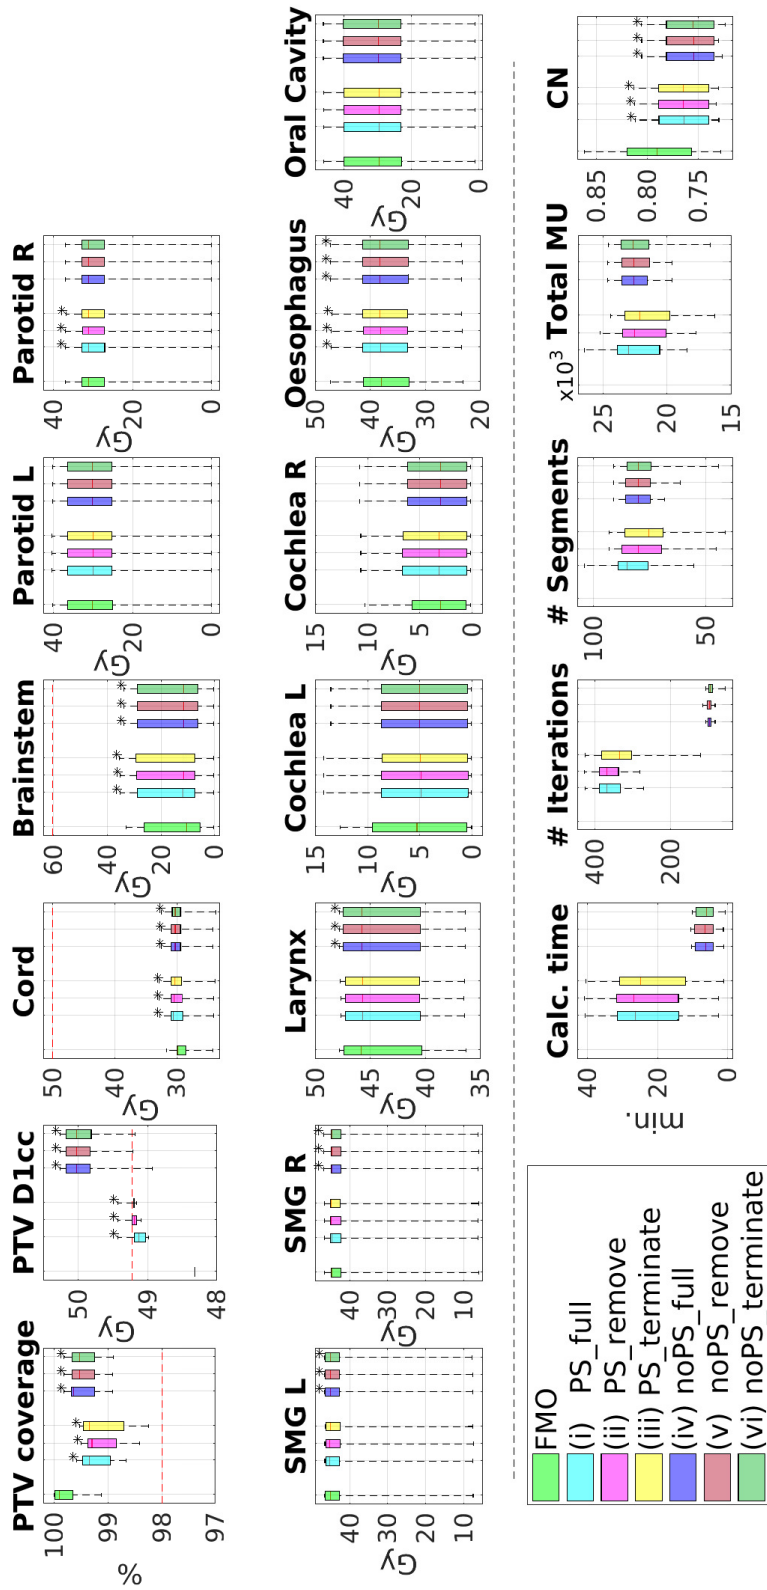 PTV coverage
100
99
98
97
%
PTV D1cc
50
49
48
Gy
Cord
50
40
30
Gy
Brainstem
60
40
20
0
Gy
Parotid L
40
20
0
Gy
Parotid R
40
20
0
Gy
SMG L
40
30
20
10
Gy
SMG R
40
30
20
10
Larynx
50
45
40
35
Cochlea L
15
10
5
0
Cochlea R
15
10
5
0
Oesophagus
50
40
30
20
Gy
Oral Cavity
40
20
0
Gy
FMO
(i) PS_full
(ii) PS_remove
(iii) PS_terminate
(iv) noPS_full
(v) noPS_remove
(vi) noPS_terminate
Calc. time
40
20
0
min.
# Iterations
400
200
# Segments
100
50
x10³ Total MU
25
20
15
CN
0.85
0.80
0.75